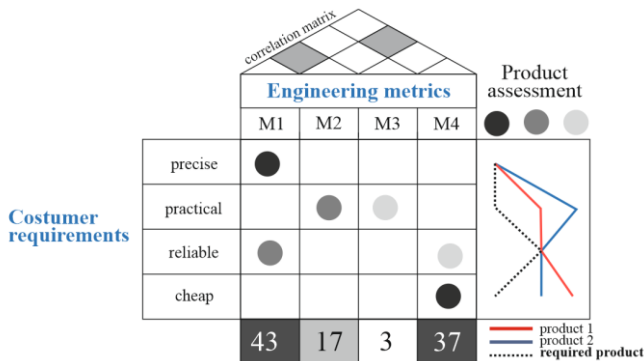 correlation matrix
Engineering metrics
Product
assessment
M1 M2 M3 M4
precise
practical
Costumer
requirements
reliable
cheap
43 17 3 37
product 1
product 2
required product